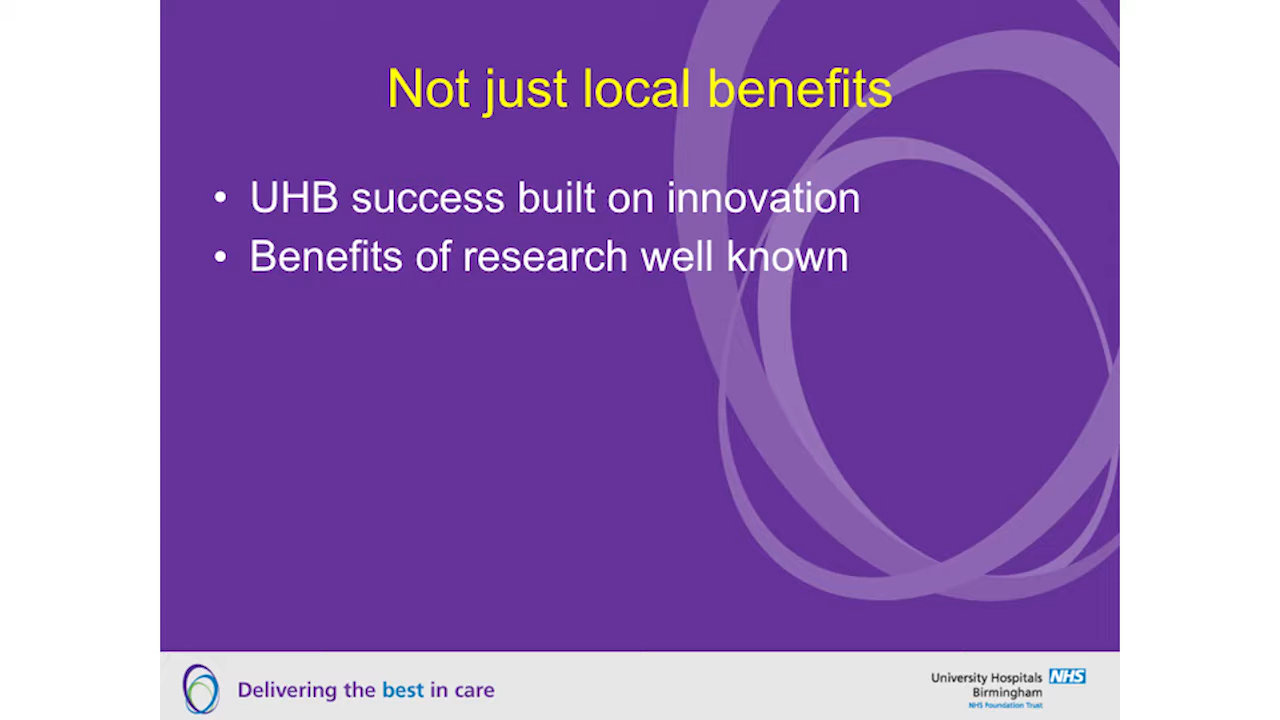 Not just local benefits
• UHB success built on innovation
• Benefits of research well known
Delivering the best in care
University Hospitals NHS
Birmingham
NHS Foundation Trust